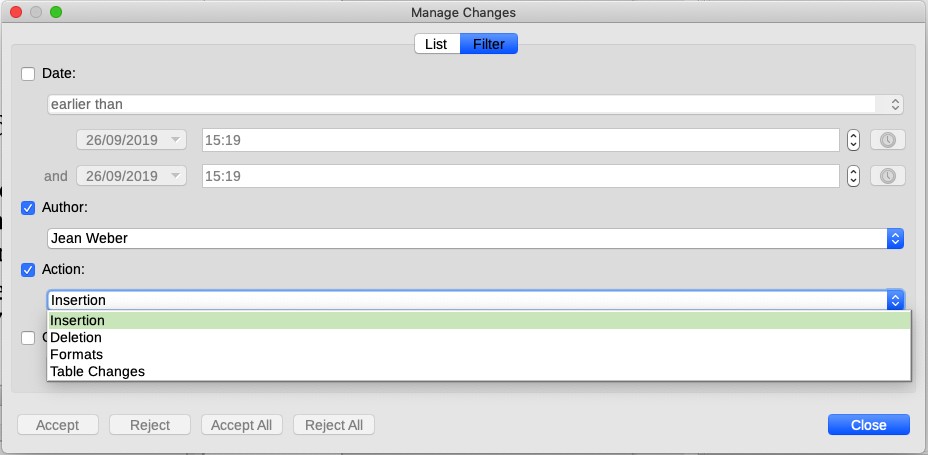 Manage Changes
List Filter
Date:
earlier than
26/09/2019 15:19
and 26/09/2019 15:19
Author:
Jean Weber
Action:
Insertion
Insertion
Deletion
Formats
Table Changes
Accept Reject Accept All Reject All Close